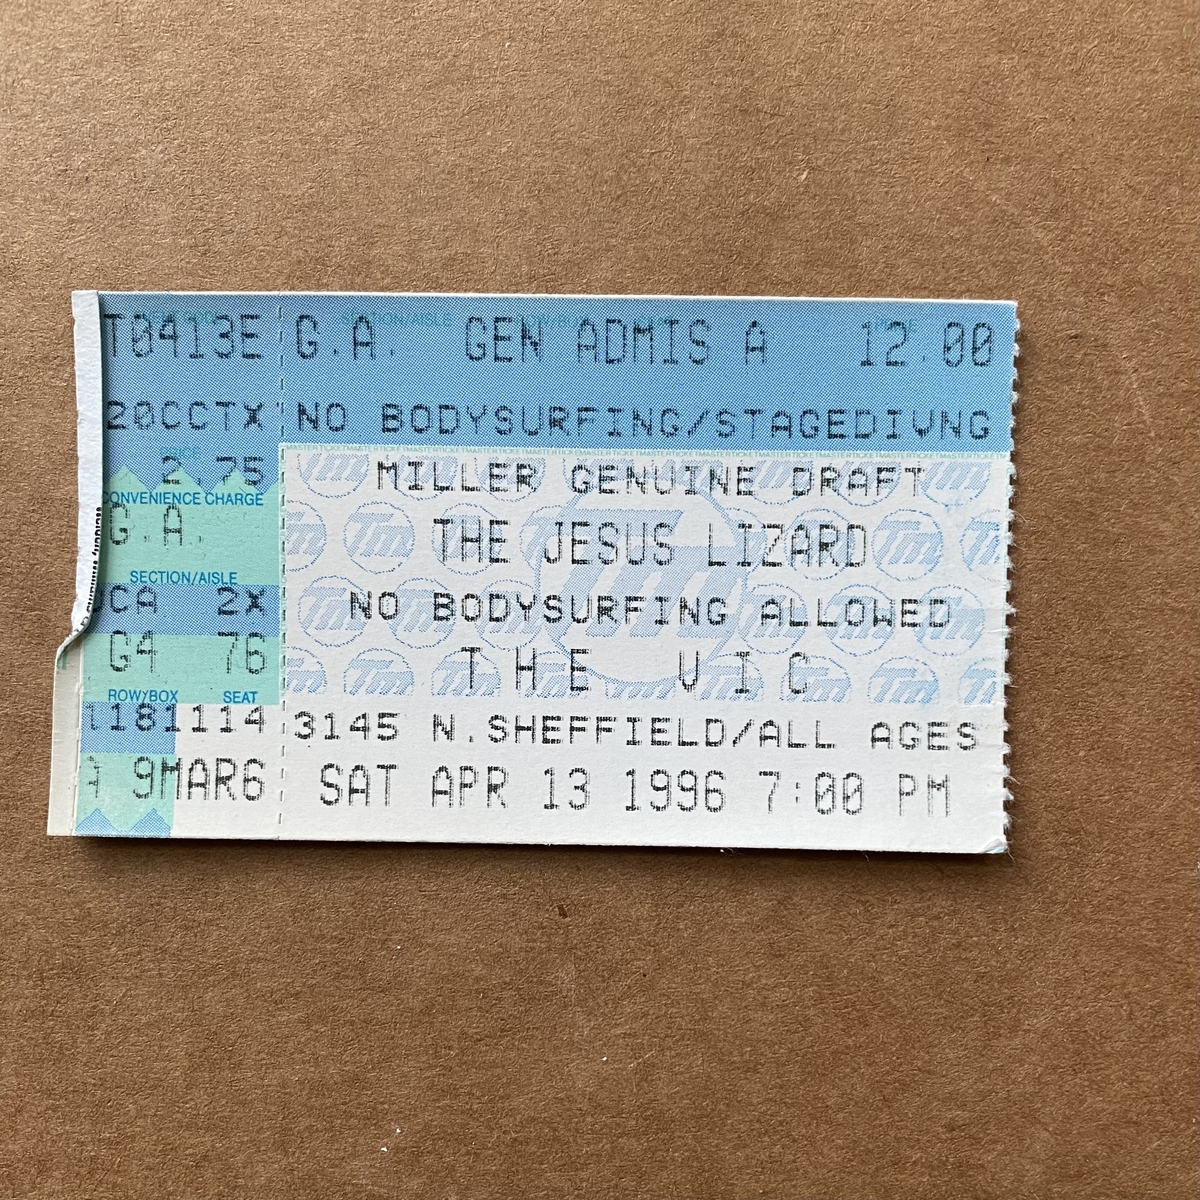 T0413E G.A. GEN ADMIS A 12.00
20CCTX NO BODYSURFING/STAGEDIVNG
2.75 MILLER GENUINE DRAFT
CONVENIENCE CHARGE
G.A. THE JESUS LIZARD
SECTION/AISLE
CA 2X NO BODYSURFING ALLOWED
G4 76 THE VIC
ROW/BOX SEAT
181114 3145 N.SHEFFIELD/ALL AGES
9MAR6 SAT APR 13 1996 7:00 PM